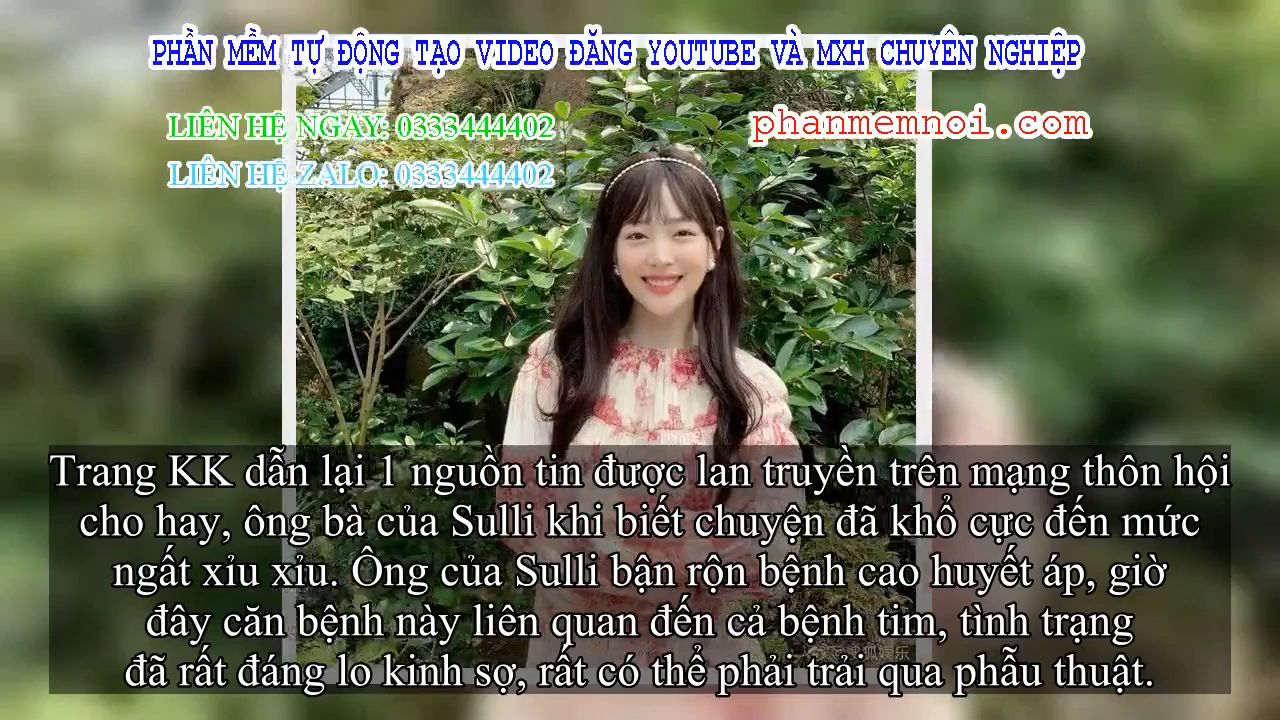 PHẦN MỀM TỰ ĐỘNG TẠO VIDEO ĐĂNG YOUTUBE VÀ MXH CHUYÊN NGHIỆP
LIÊN HỆ NGAY: 0333444402
phanmemnoi.com
LIÊN HỆ ZALO: 0333444402
Trang KK dẫn lại 1 nguồn tin được lan truyền trên mạng thôn hội
cho hay, ông bà của Sulli khi biết chuyện đã khổ cực đến mức
ngất xỉu xỉu. Ông của Sulli bận rộn bệnh cao huyết áp, giờ
đây căn bệnh này liên quan đến cả bệnh tim, tình trạng
đã rất đáng lo kinh sợ, rất có thể phải trải qua phẫu thuật.